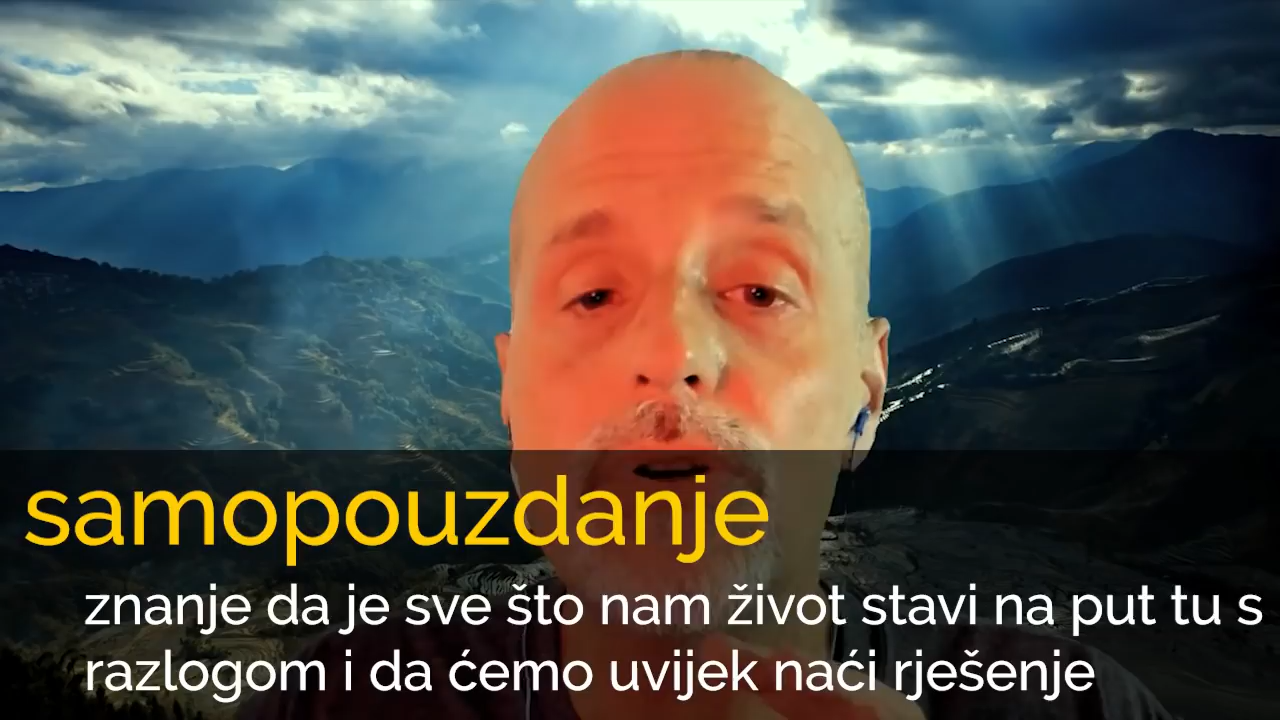 samopouzdanje
znanje da je sve što nam život stavi na put tu s
razlogom i da ćemo uvijek naći rješenje